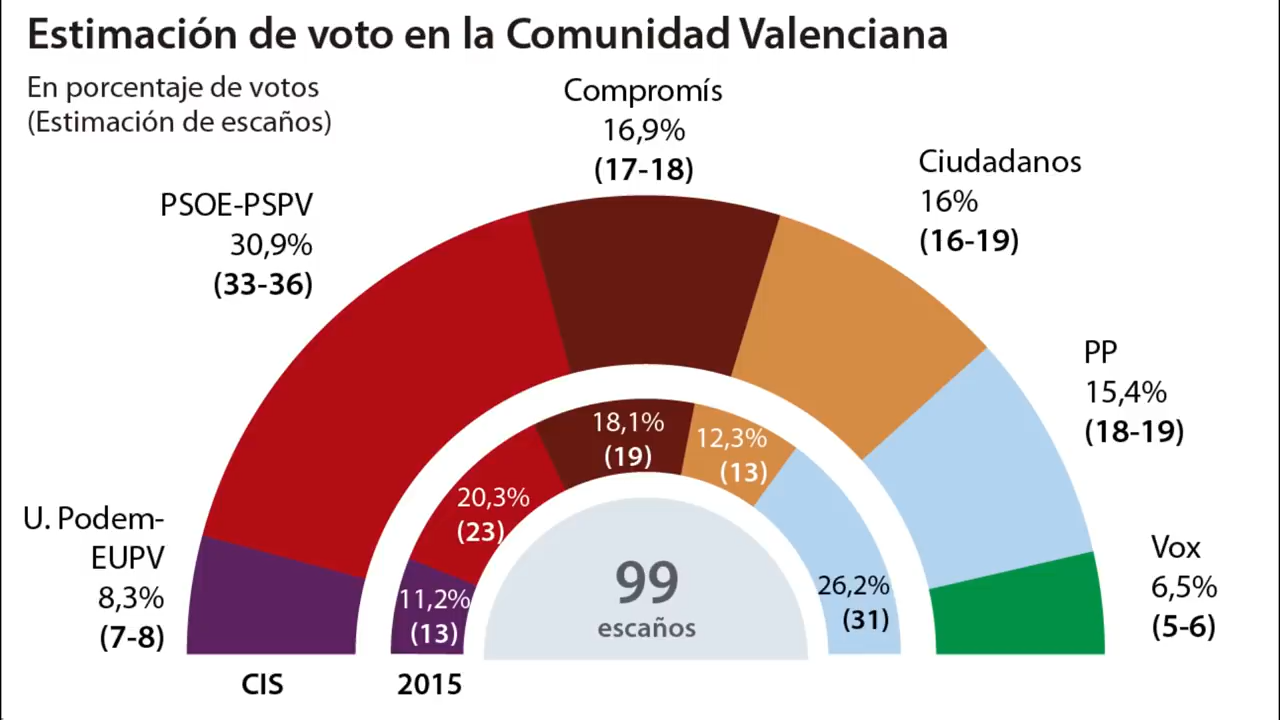 Estimación de voto en la Comunidad Valenciana
En porcentaje de votos
(Estimación de escaños)
Compromís
16,9%
(17-18)
Ciudadanos
16%
(16-19)
PSOE-PSPV
30,9%
(33-36)
PP
15,4%
(18-19)
18,1%
(19)
12,3%
(13)
20,3%
(23)
U. Podem-
EUPV
8,3%
(7-8)
Vox
6,5%
(5-6)
11,2%
(13)
99
escaños
26,2%
(31)
CIS
2015